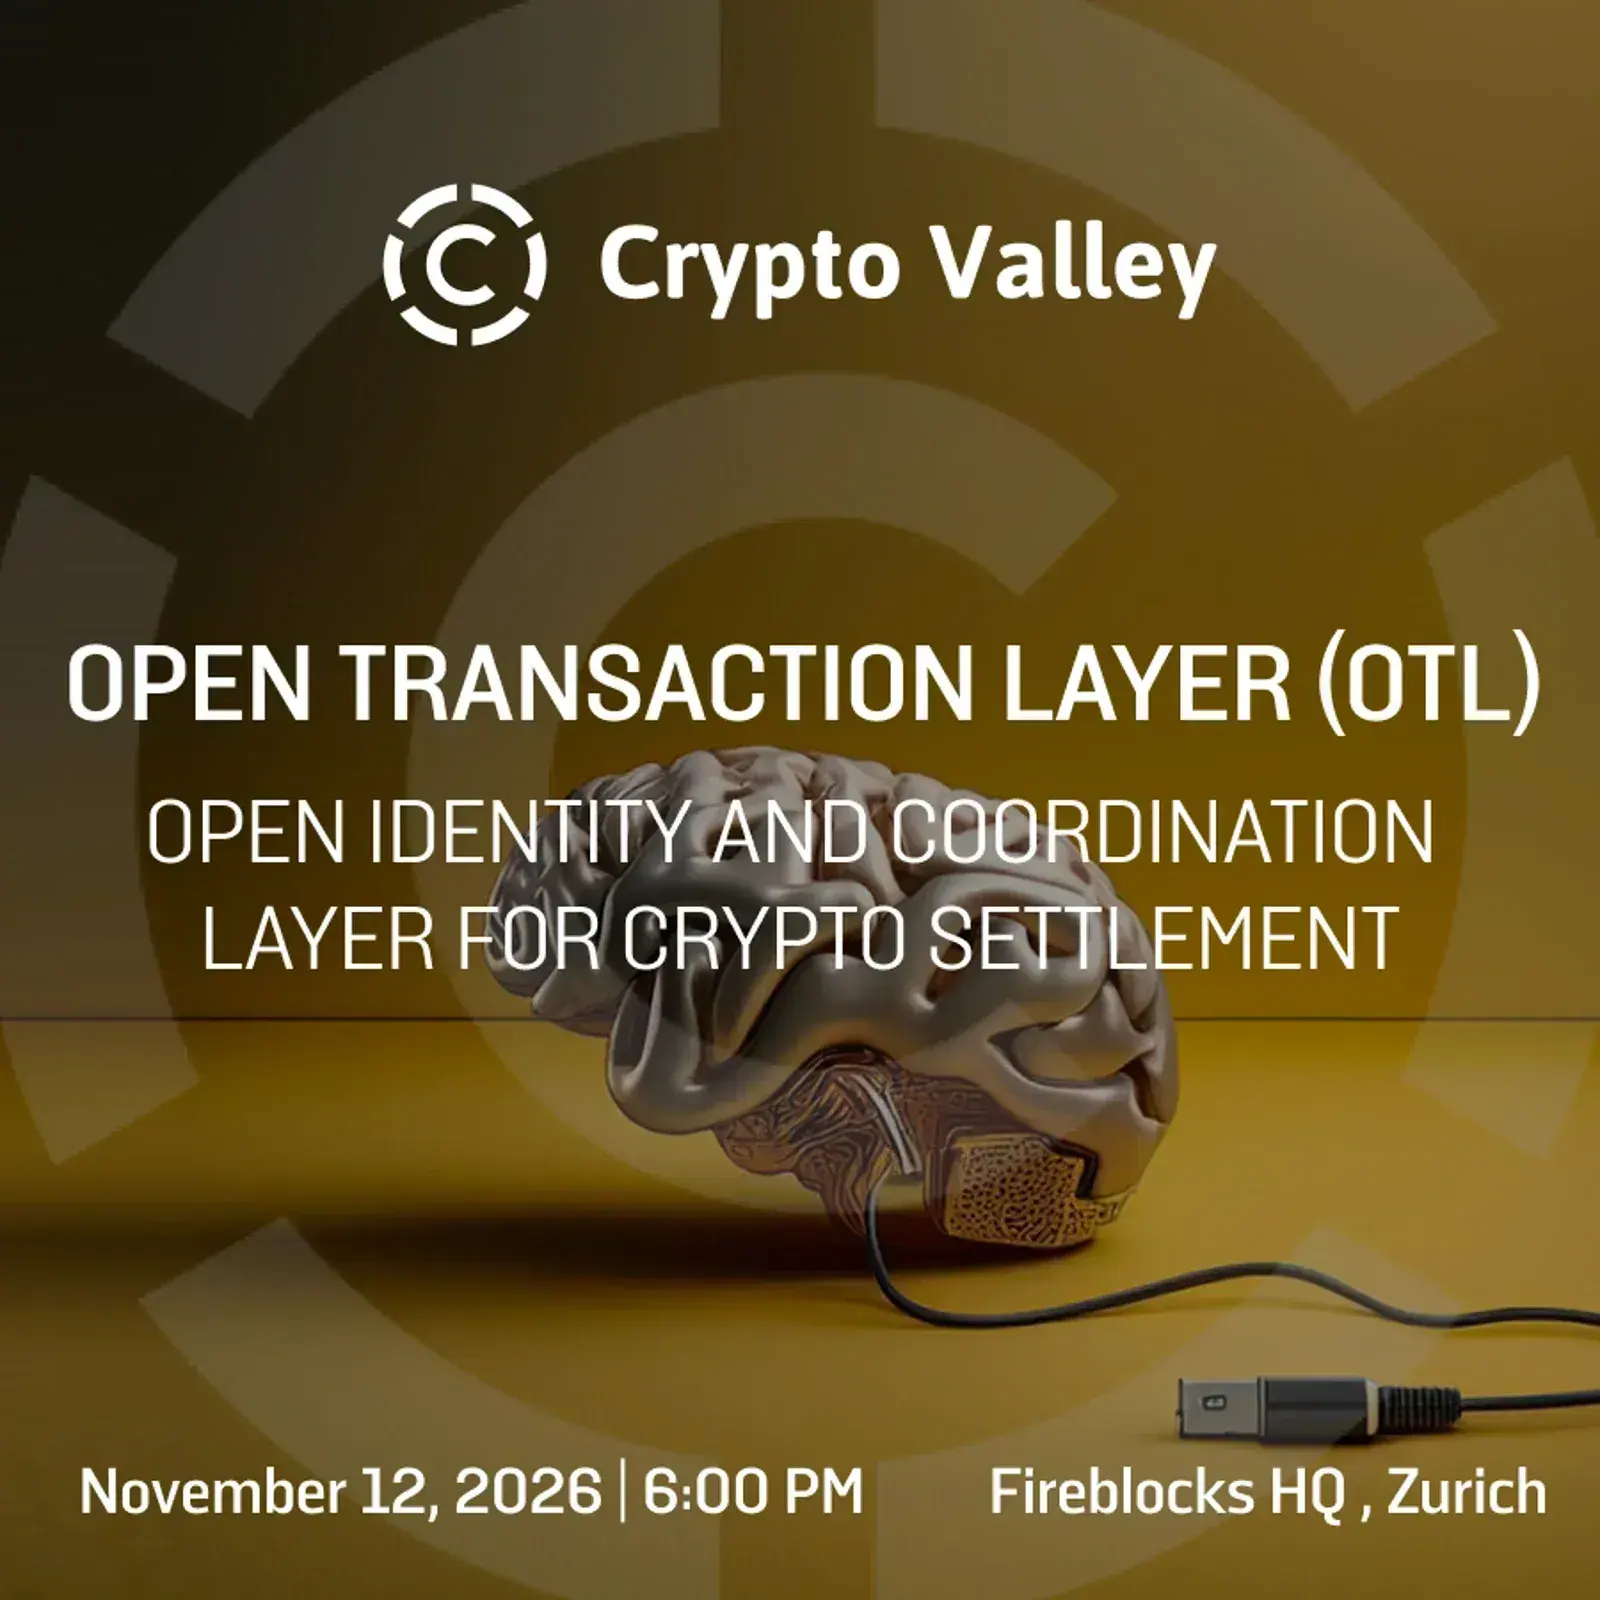 Crypto Valley
OPEN TRANSACTION LAYER (OTL)
OPEN IDENTITY AND COORDINATION
LAYER FOR CRYPTO SETTLEMENT
November 12, 2026 | 6:00 PM
Fireblocks HQ , Zurich